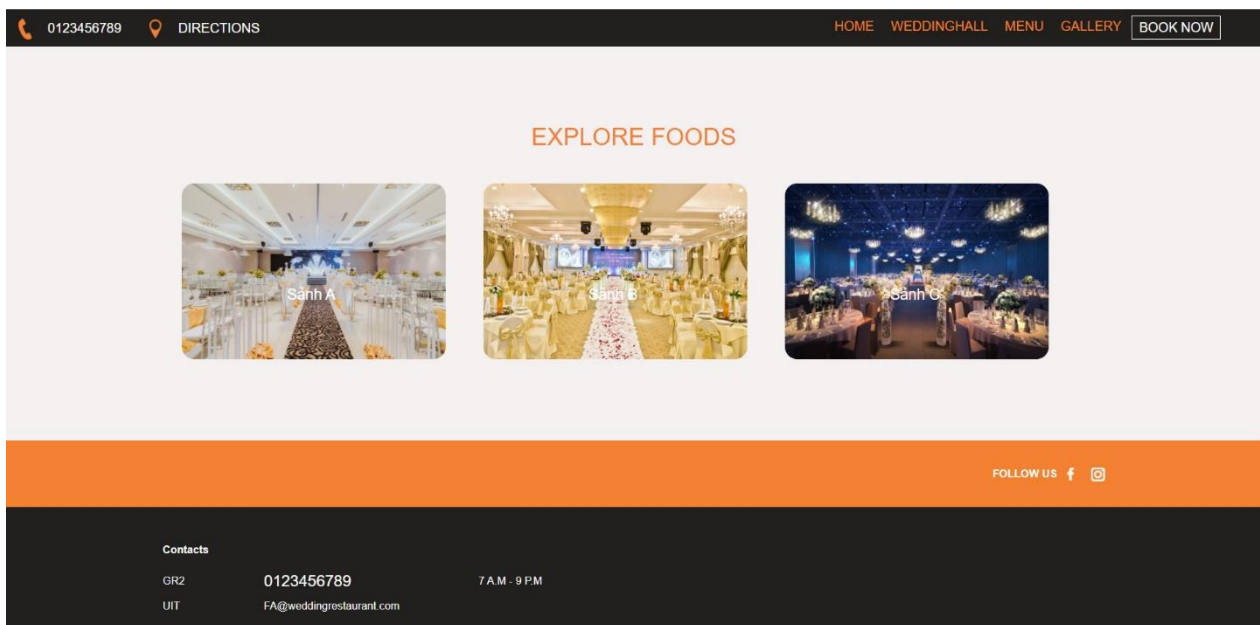 0123456789 DIRECTIONS HOME WEDDINGHALL MENU GALLERY BOOK NOW
EXPLORE FOODS
Sảnh A Sảnh B Sảnh C
FOLLOW US
Contacts
GR2 0123456789 7 A.M - 9 P.M
UIT FA@weddingrestaurant.com